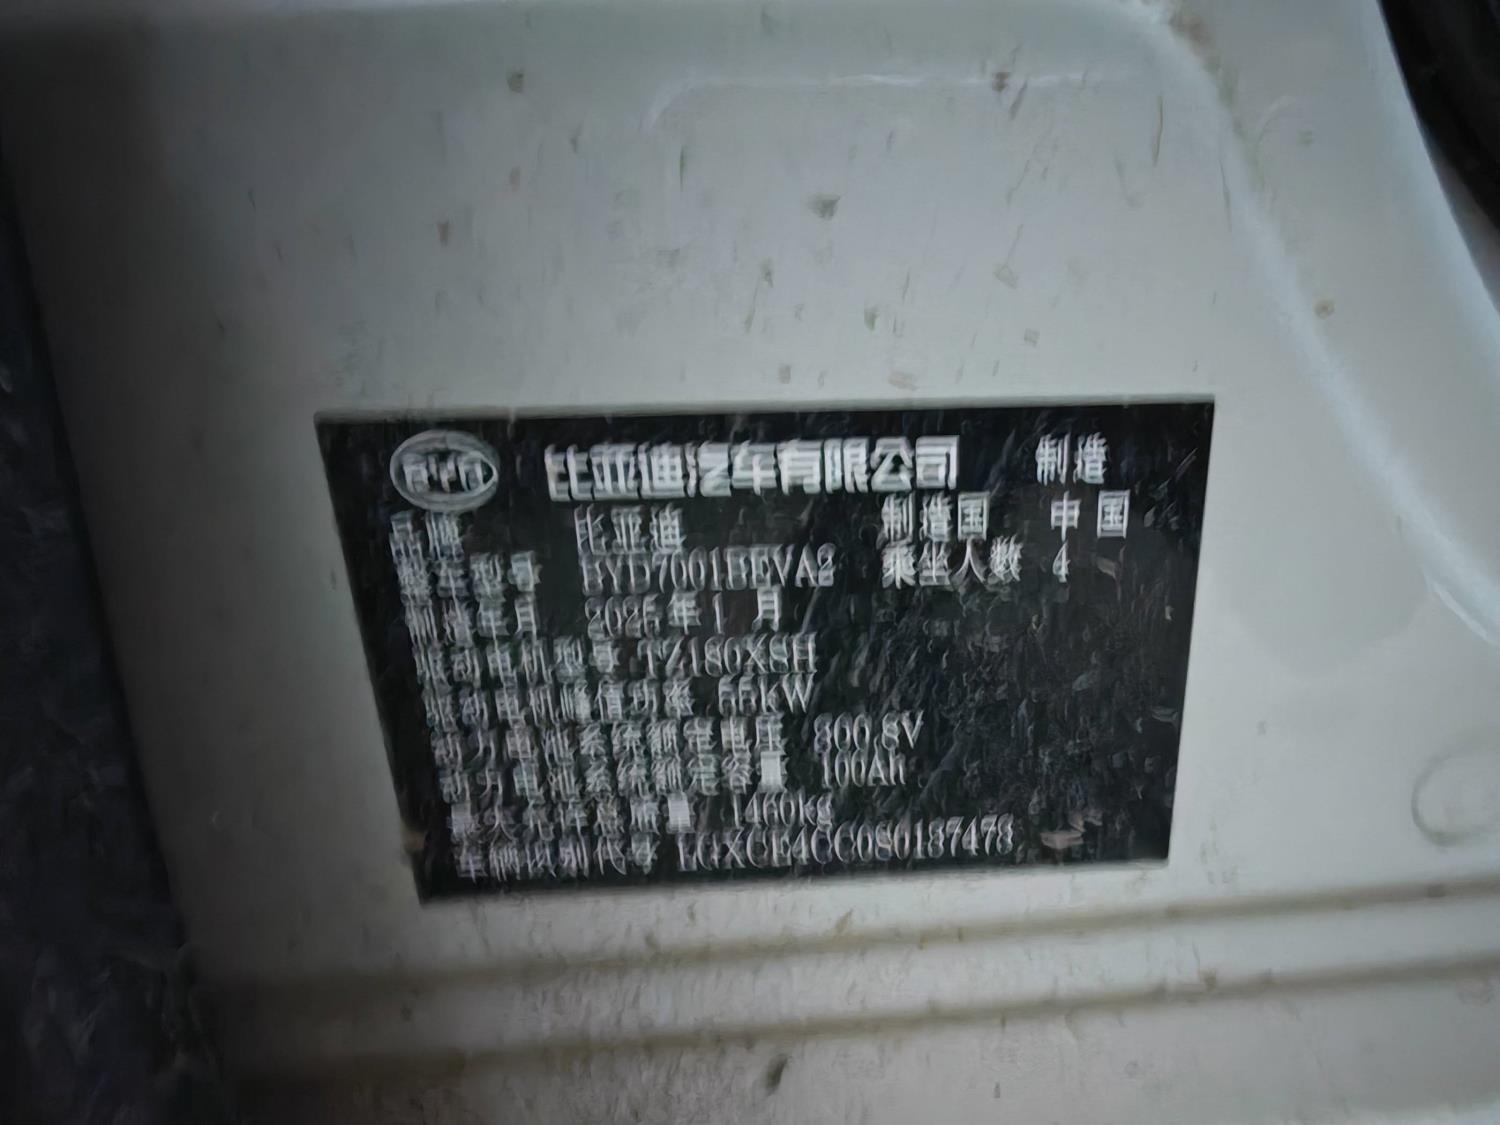 BYD 比亚迪汽车有限公司 制造
品牌 比亚迪 制造国 中国
整车型号 BYD7001BEVA2 乘坐人数 4
制造年月 2025年1月
驱动电机型号 TZ180XSH
驱动电机峰值功率 55kW
动力电池系统额定电压 300.8V
动力电池系统额定容量 100Ah
最大允许总质量 1460kg
车辆识别代号